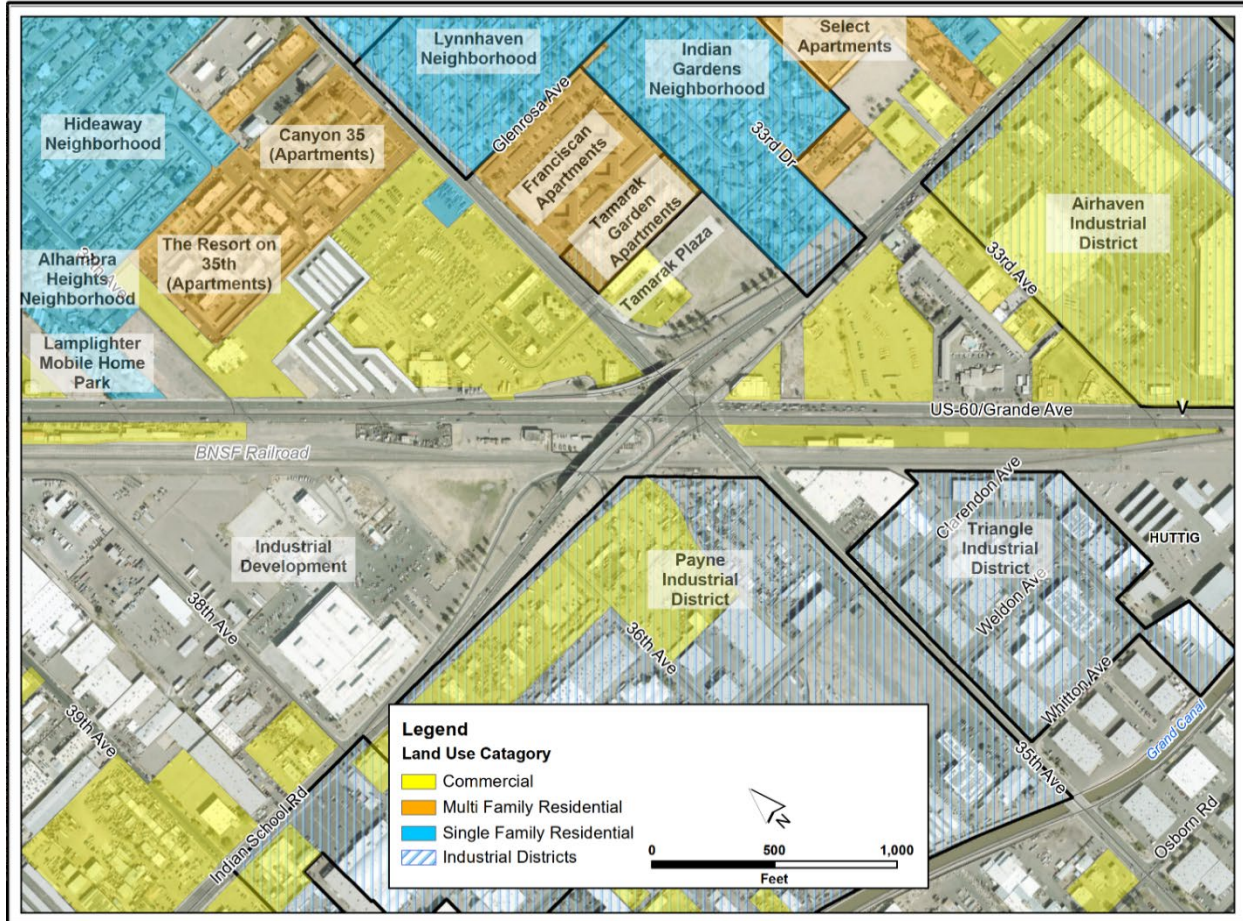 Lynnhaven
Neighborhood
Indian
Gardens
Neighborhood
Select
Apartments
Glenrosa Ave
33rd Dr
Hideaway
Neighborhood
Canyon 35
(Apartments)
Franciscan
Apartments
Tamarak
Garden
Apartments
Tamarak Plaza
Airhaven
Industrial
District
33rd Ave
The Resort on
35th
(Apartments)
Alhambra
Heights
Neighborhood
Lamplighter
Mobile Home
Park
US-60/Grande Ave
BNSF Railroad
Industrial
Development
Payne
Industrial
District
Clarendon Ave
Triangle
Industrial
District
Weldon Ave
HUTTIG
38th Ave
36th Ave
Whitton Ave
Grand Canal
39th Ave
35th Ave
Indian School Rd
Osborn Rd
Legend
Land Use Catagory
Commercial
Multi Family Residential
Single Family Residential
Industrial Districts
N
0 500 1,000
Feet